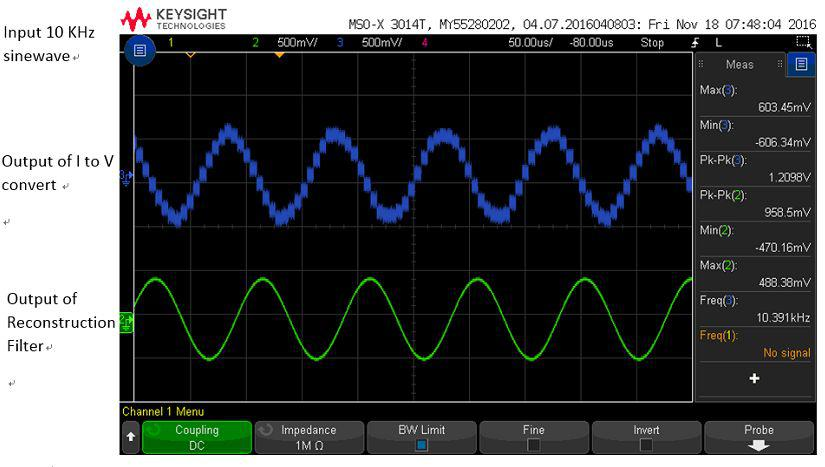 Input 10 KHz
sinewave
Output of I to V
convert
Output of
Reconstruction
Filter
KEYSIGHT
TECHNOLOGIES
MSO-X 3014T, MY55280202, 04.07.2016040803: Fri Nov 18 07:48:04 2016
1 2 500mV/ 3 500mV/ 4 50.00us/ -80.00us Stop L
Meas
Max(3):
603.45mV
Min(3):
-606.34mV
Pk-Pk(3):
1.2098V
Pk-Pk(2):
958.5mV
Min(2):
-470.16mV
Max(2):
488.38mV
Freq(3):
10.391kHz
Freq(1):
No signal
3
2
Channel 1 Menu
Coupling
DC
Impedance
1M Ω
BW Limit
Fine
Invert
Probe